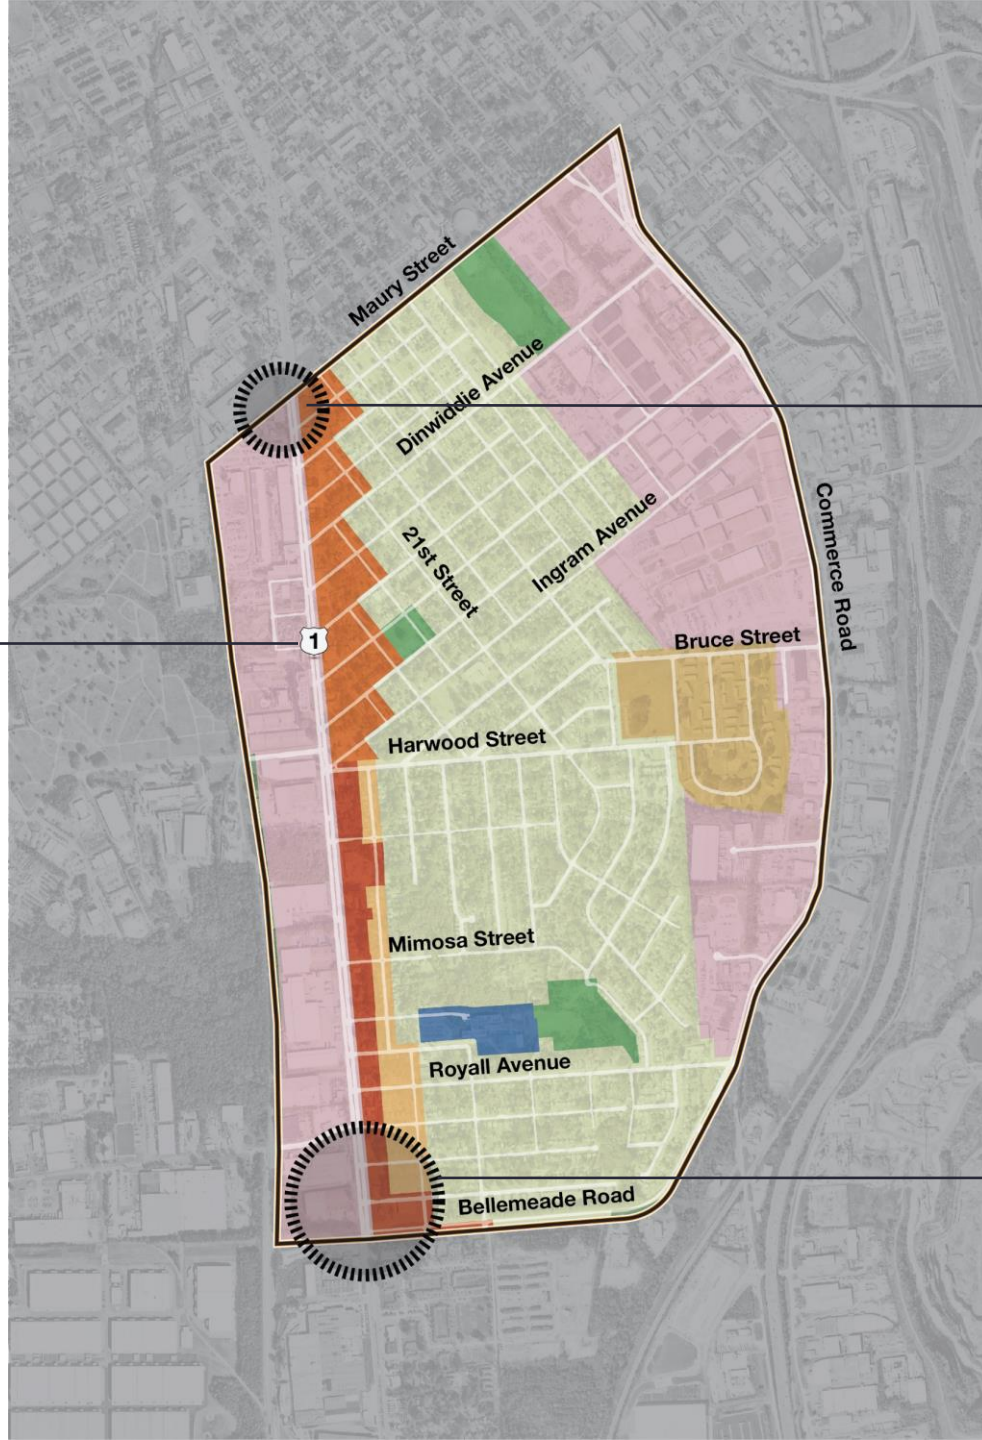 Maury Street
Dinwiddie Avenue
21st Street
Ingram Avenue
Commerce Road
1
Bruce Street
Harwood Street
Mimosa Street
Royall Avenue
Bellemeade Road